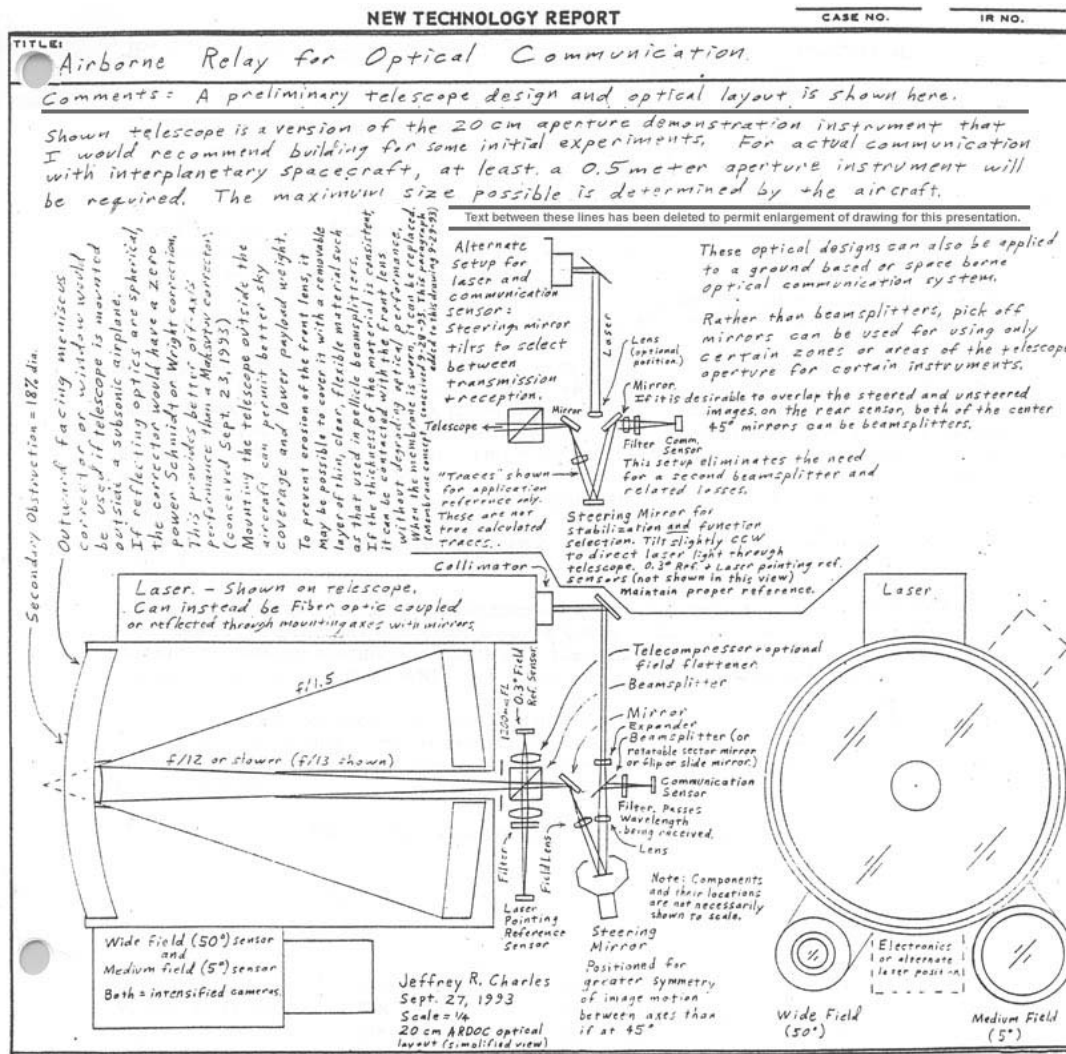 NEW TECHNOLOGY REPORT
CASE NO.
IR NO.
TITLE:
Airborne Relay for Optical Communication.
Comments: A preliminary telescope design and optical layout is shown here.
Shown telescope is a version of the 20 cm aperture demonstration instrument that
I would recommend building for some initial experiments. For actual communication
with interplanetary spacecraft, at least a 0.5 meter aperture instrument will
be required. The maximum size possible is determined by the aircraft.
Text between these lines has been deleted to permit enlargement of drawing for this presentation.
Secondary Obstruction = 18% dia.
Outward facing meniscus
corrector or window would
be used if telescope is mounted
outside a subsonic airplane.
If reflecting optics are spherical,
the corrector would have a zero
power Schmidt or Wright correction.
This provides better off-axis
performance than a Maksutov corrector.
(conceived Sept. 23, 1993)
Mounting the telescope outside the
aircraft can permit better sky
coverage and lower payload weight.
To prevent erosion of the front lens, it
may be possible to cover it with a removable
layer of thin, clear, flexible material such
as that used in pellicle beamsplitters.
If the thickness of the material is consistent,
it can be contacted with the front lens
without degrading optical performance.
When the membrane is worn, it can be replaced.
(Membrane concept conceived 9-28-93. This paragraph
added to this drawing 9-29-93)
Alternate
setup for
laser and
communication
sensor:
Steering mirror
tilts to select
between
transmission
+ reception.
Laser
Lens
(optional
position).
Mirror.
Mirror
Telescope
Filter
Comm.
Sensor
These optical designs can also be applied
to a ground based or space borne
optical communication system.
Rather than beamsplitters, pick off
mirrors can be used for using only
certain zones or areas of the telescope
aperture for certain instruments.
If it is desirable to overlap the steered and unsteered
images on the rear sensor, both of the center
45° mirrors can be beamsplitters.
This setup eliminates the need
for a second beamsplitter and
related losses.
"Traces" shown
for application
reference only.
These are not
true calculated
traces.
Steering Mirror for
stabilization and function
selection. Tilt slightly CCW
to direct laser light through
telescope. 0.3° Ref. + Laser pointing ref.
sensors (not shown in this view)
maintain proper reference.
Collimator
Laser. – Shown on telescope.
Can instead be Fiber optic coupled
or reflected through mounting axes with mirrors.
Laser
f/1.5
f/12 or slower (f/13 shown)
1200mm FL
0.3° Field
Ref. Sensor.
Telecompressor + optional
field flattener.
Beamsplitter
Mirror
Expander
Beamsplitter (or
rotatable sector mirror
or flip or slide mirror.)
Communication
Sensor
Filter. Passes
Wavelength
being received.
Lens
Filter
Field Lens
Laser
Pointing
Reference
Sensor
Steering
Mirror
Positioned for
greater symmetry
of image motion
between axes than
if at 45°
Note: Components
and their locations
are not necessarily
shown to scale.
Wide Field (50°) sensor
and
Medium field (5°) sensor
Both = intensified cameras.
Jeffrey R. Charles
Sept. 27, 1993
Scale = 1/4
20 cm ARDOC optical
layout (simplified view)
Electronics
or alternate
laser position
Wide Field
(50°)
Medium Field
(5°)